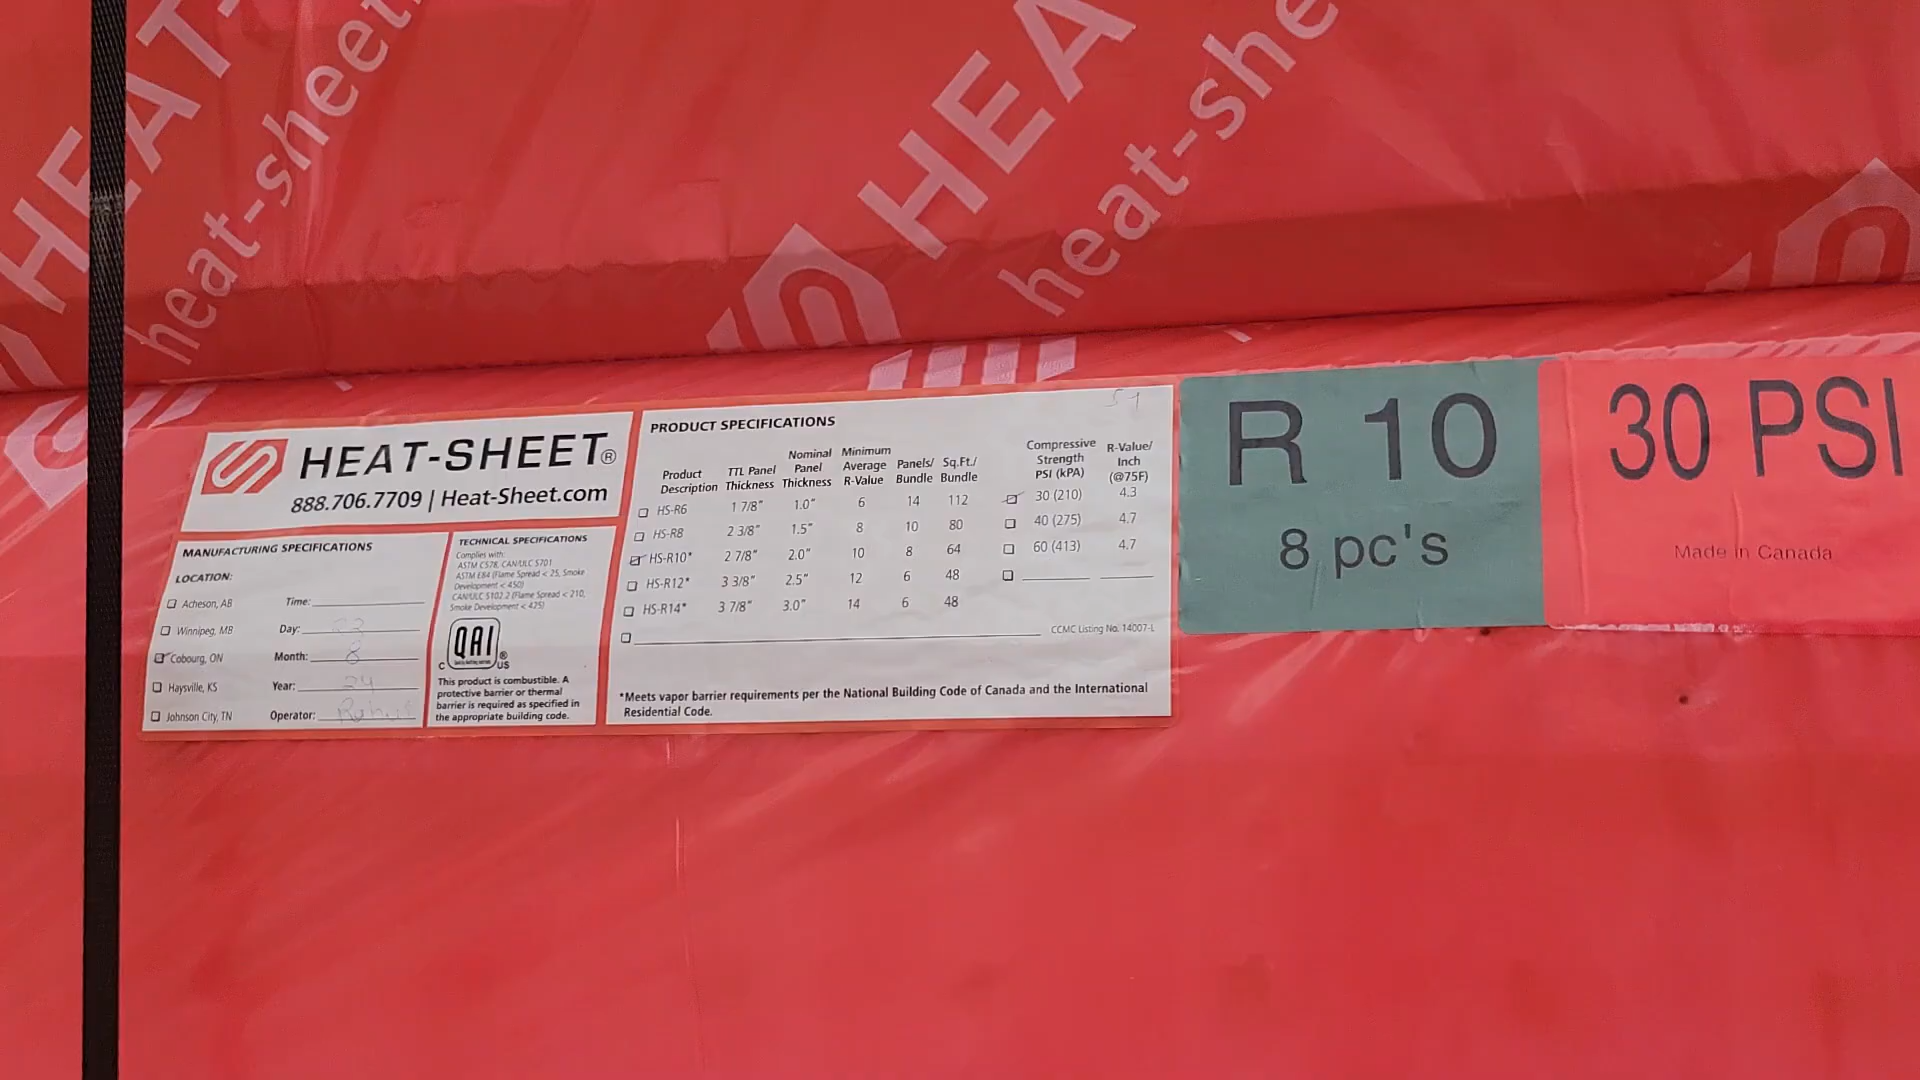 HEAT-
heat-sheet
HEA
heat-she
HEAT-SHEET®
888.706.7709 | Heat-Sheet.com
MANUFACTURING SPECIFICATIONS
LOCATION:
Acheson, AB
Winnipeg, MB
Cobourg, ON
Haysville, KS
Johnson City, TN
Time:
Day: 22
Month: 8
Year: 24
Operator:
TECHNICAL SPECIFICATIONS
Complies with:
ASTM C578, CAN/ULC S701
ASTM E84 (Flame Spread < 25, Smoke
Development < 450)
CAN/ULC S102.2 (Flame Spread < 210,
Smoke Development < 425)
C QAI ® US
This product is combustible. A
protective barrier or thermal
barrier is required as specified in
the appropriate building code.
PRODUCT SPECIFICATIONS
Product Description TTL Panel Thickness Nominal Panel Thickness Minimum Average R-Value Panels/ Bundle Sq.Ft./ Bundle
HS-R6 1 7/8" 1.0" 6 14 112
HS-R8 2 3/8" 1.5" 8 10 80
HS-R10* 2 7/8" 2.0" 10 8 64
HS-R12* 3 3/8" 2.5" 12 6 48
HS-R14* 3 7/8" 3.0" 14 6 48
Compressive Strength PSI (kPA) R-Value/ Inch (@75F)
30 (210) 4.3
40 (275) 4.7
60 (413) 4.7
CCMC Listing No. 14007-L
*Meets vapor barrier requirements per the National Building Code of Canada and the International
Residential Code.
R 10
8 pc's
30 PSI
Made in Canada